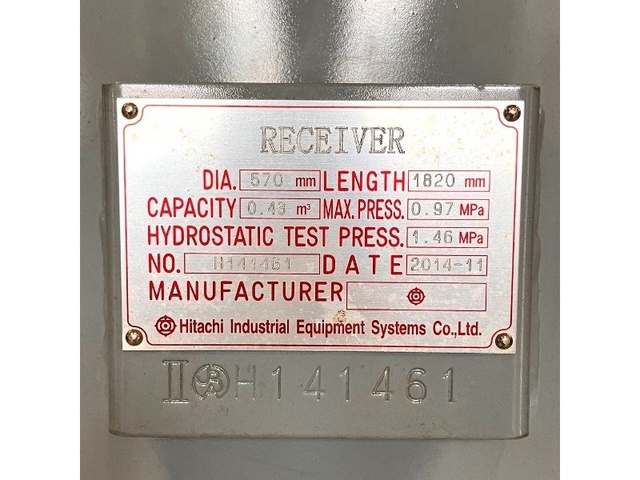 RECEIVER
DIA. 570 mm LENGTH 1820 mm
CAPACITY 0.43 m³ MAX. PRESS. 0.97 MPa
HYDROSTATIC TEST PRESS. 1.46 MPa
NO. H141461 DATE 2014-11
MANUFACTURER
Hitachi Industrial Equipment Systems Co.,Ltd.
II H141461